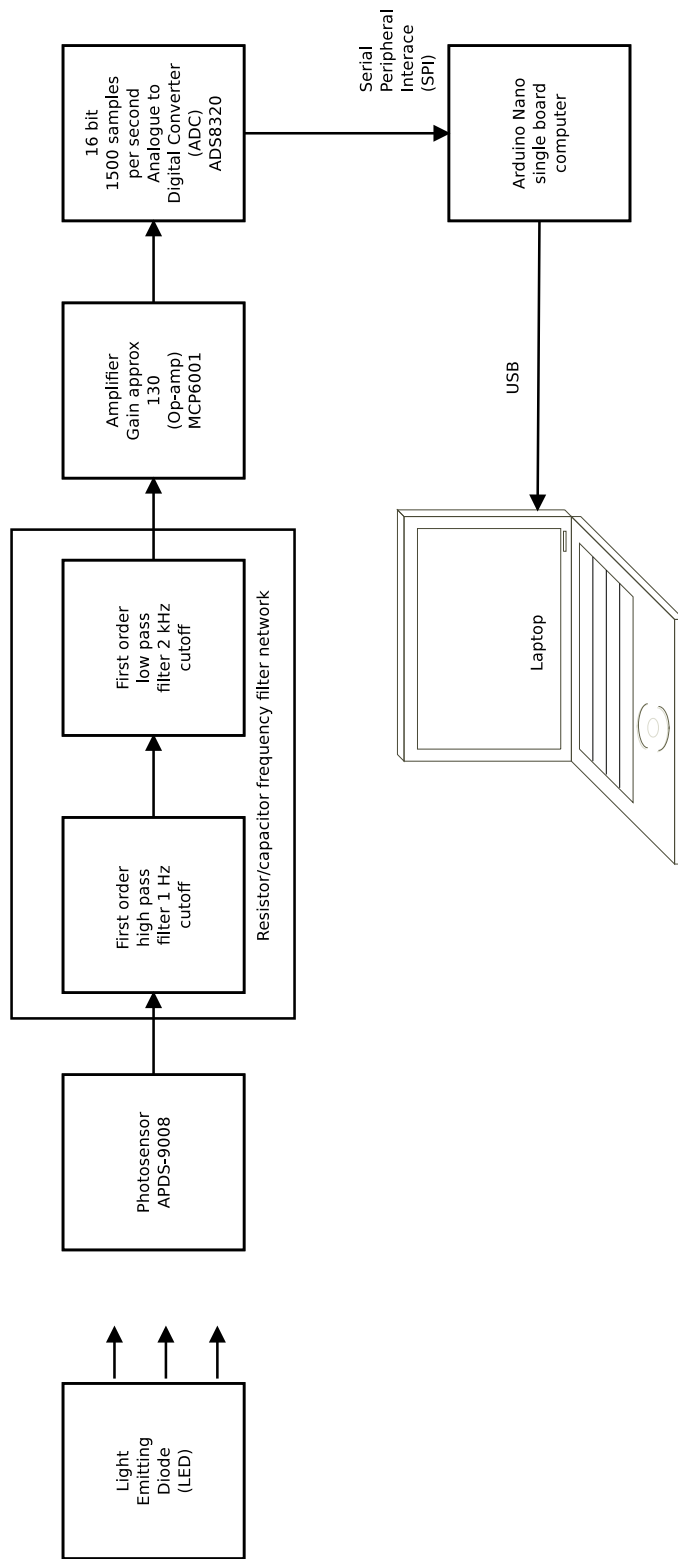 Light
Emitting
Diode
(LED)
Photosensor
APDS-9008
First order
high pass
filter 1 Hz
cutoff
First order
low pass
filter 2 kHz
cutoff
Resistor/capacitor frequency filter network
Amplifier
Gain approx
130
(Op-amp)
MCP6001
16 bit
1500 samples
per second
Analogue to
Digital Converter
(ADC)
ADS8320
Serial
Peripheral
Interace
(SPI)
Arduino Nano
single board
computer
USB
Laptop